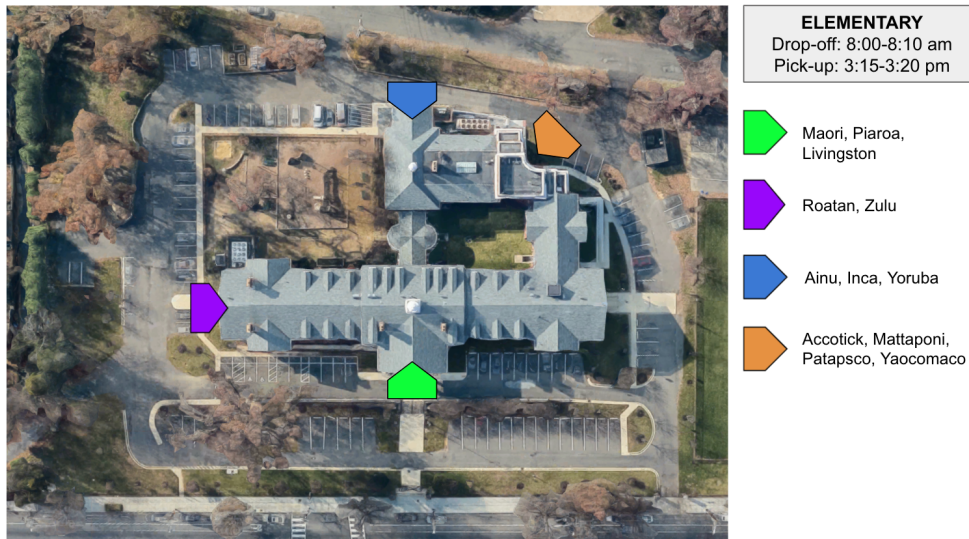 ELEMENTARY
Drop-off: 8:00-8:10 am
Pick-up: 3:15-3:20 pm
Maori, Piaroa,
Livingston
Roatan, Zulu
Ainu, Inca, Yoruba
Accotick, Mattaponi,
Patapsco, Yaocomaco